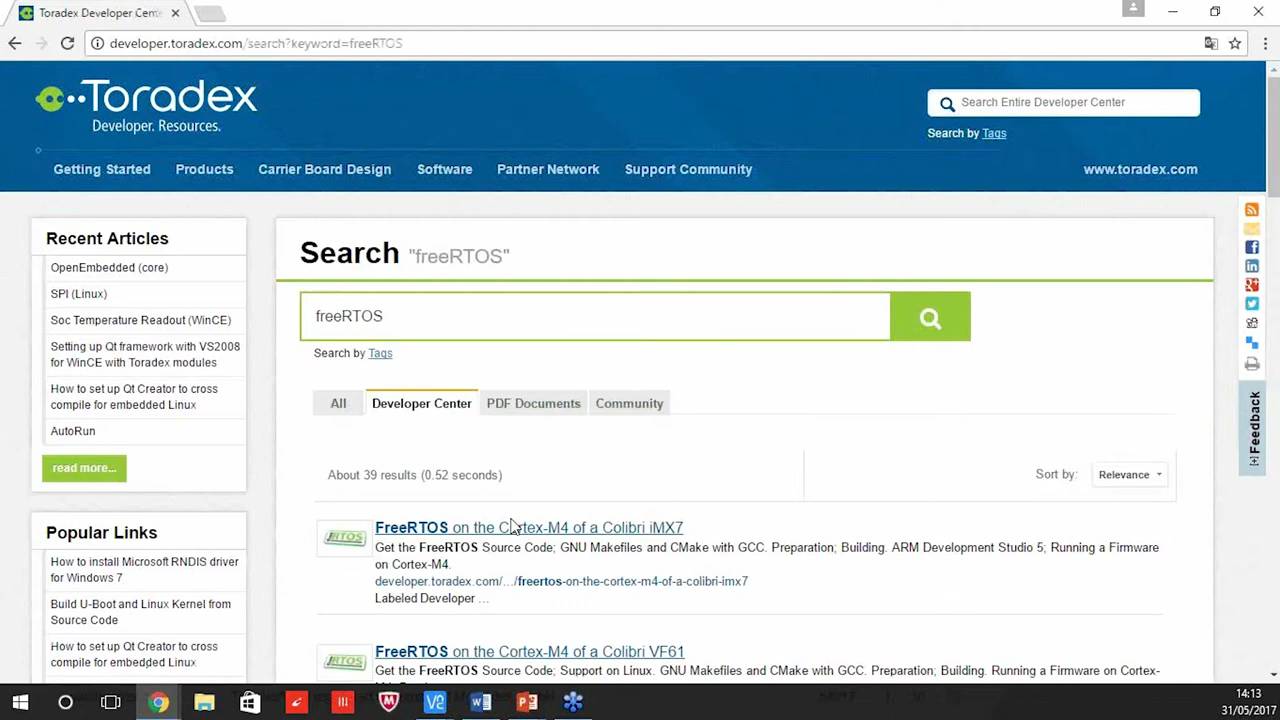 Toradex Developer Cent
developer.toradex.com/search?keyword=freeRTOS
Toradex
Developer. Resources.
Search Entire Developer Center
Search by Tags
Getting Started
Products
Carrier Board Design
Software
Partner Network
Support Community
www.toradex.com
Recent Articles
OpenEmbedded (core)
SPI (Linux)
Soc Temperature Readout (WinCE)
Setting up Qt framework with VS2008
for WinCE with Toradex modules
How to set up Qt Creator to cross
compile for embedded Linux
AutoRun
read more...
Popular Links
How to install Microsoft RNDIS driver
for Windows 7
Build U-Boot and Linux Kernel from
Source Code
How to set up Qt Creator to cross
compile for embedded Linux
Search "freeRTOS"
freeRTOS
Search by Tags
All
Developer Center
PDF Documents
Community
About 39 results (0.52 seconds)
Sort by:
Relevance
RTOS
FreeRTOS on the Cortex-M4 of a Colibri iMX7
Get the FreeRTOS Source Code; GNU Makefiles and CMake with GCC. Preparation; Building. ARM Development Studio 5; Running a Firmware
on Cortex-M4.
developer.toradex.com/.../freertos-on-the-cortex-m4-of-a-colibri-imx7
Labeled Developer ...
RTOS
FreeRTOS on the Cortex-M4 of a Colibri VF61
Get the FreeRTOS Source Code; Support on Linux. GNU Makefiles and CMake with GCC. Preparation; Building. Running a Firmware on Cortex-
[+] Feedback
14:13
31/05/2017